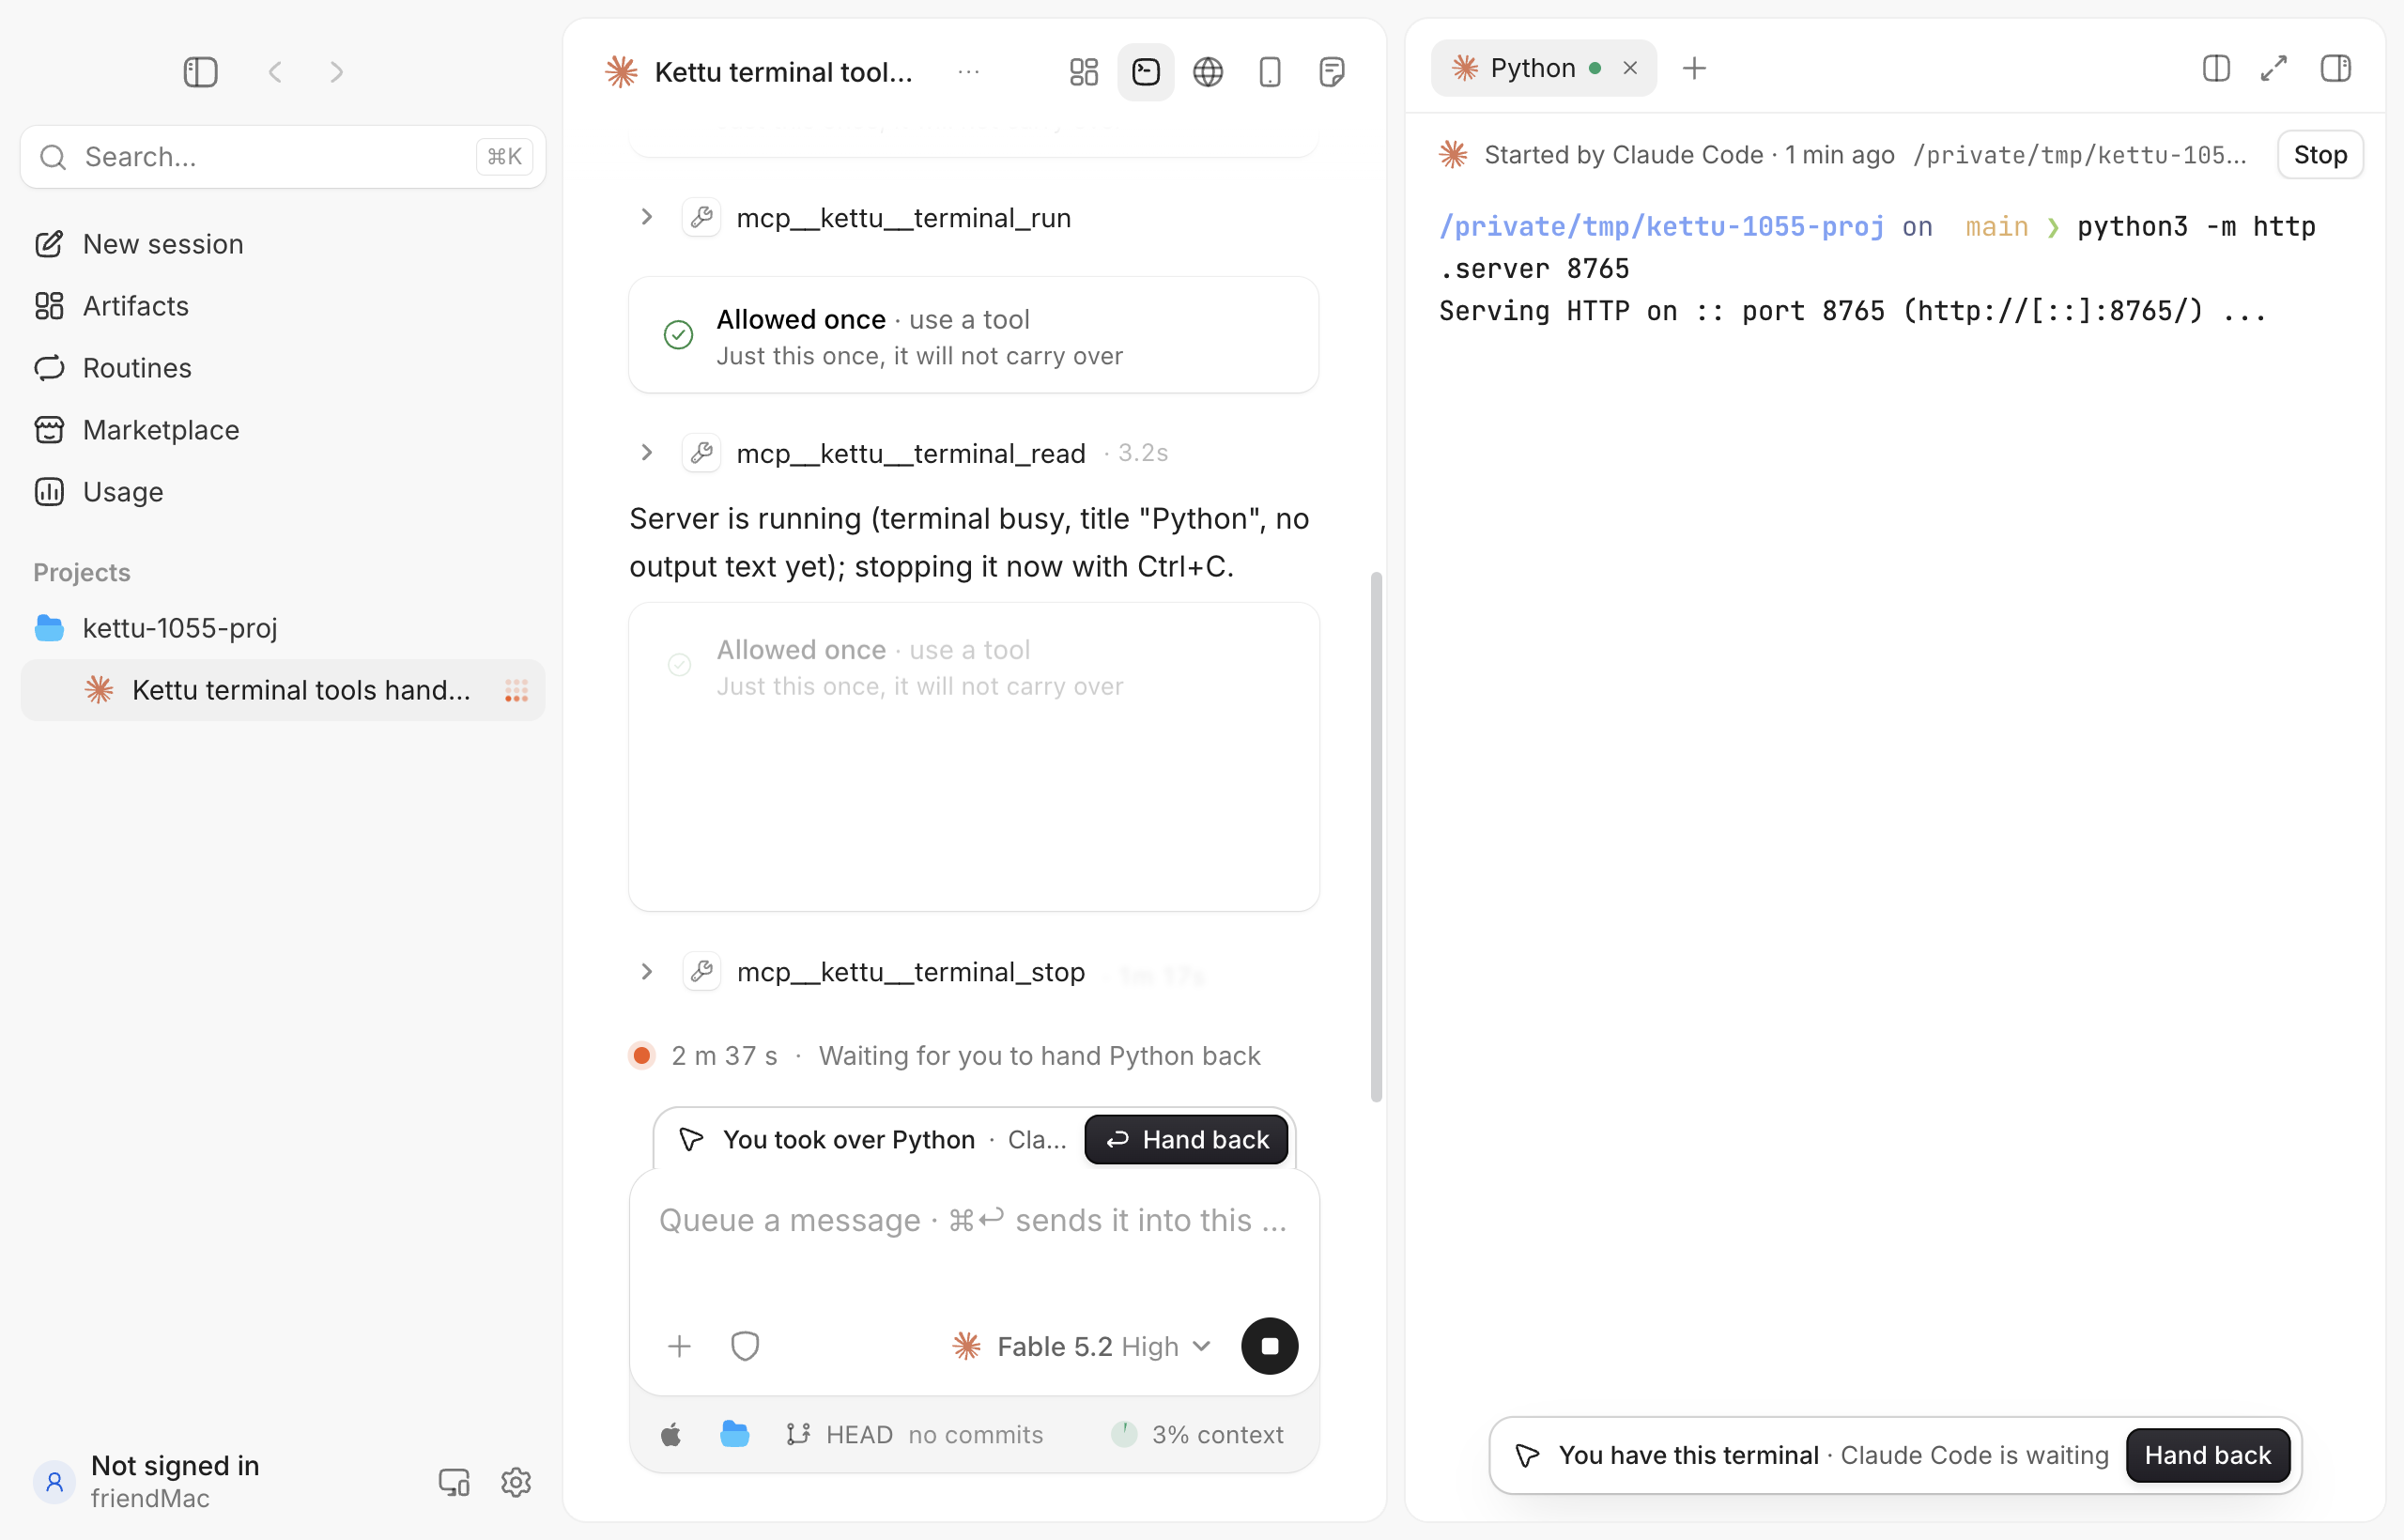 Search...
⌘K
New session
Artifacts
Routines
Marketplace
Usage
Projects
kettu-1055-proj
Kettu terminal tools hand...
Not signed in
friendMac
Kettu terminal tool...
mcp__kettu__terminal_run
Allowed once · use a tool
Just this once, it will not carry over
mcp__kettu__terminal_read · 3.2s
Server is running (terminal busy, title "Python", no
output text yet); stopping it now with Ctrl+C.
Allowed once · use a tool
Just this once, it will not carry over
mcp__kettu__terminal_stop · 1m 17s
2 m 37 s · Waiting for you to hand Python back
You took over Python · Cla... Hand back
Queue a message · ⌘↩ sends it into this ...
Fable 5.2 High
HEAD no commits 3% context
Python
Started by Claude Code · 1 min ago /private/tmp/kettu-105... Stop
/private/tmp/kettu-1055-proj on main ❯ python3 -m http
.server 8765
Serving HTTP on :: port 8765 (http://[::]:8765/) ...
You have this terminal · Claude Code is waiting Hand back